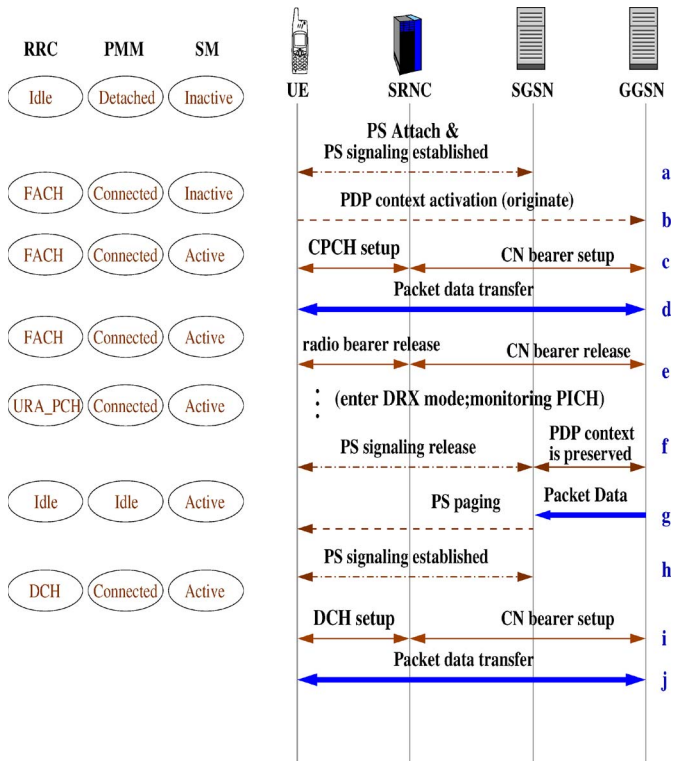 RRC PMM SM
UE SRNC SGSN GGSN
Idle Detached Inactive
PS Attach &
PS signaling established
a
FACH Connected Inactive
PDP context activation (originate)
b
FACH Connected Active
CPCH setup CN bearer setup
c
Packet data transfer
d
FACH Connected Active
radio bearer release CN bearer release
e
URA_PCH Connected Active
(enter DRX mode;monitoring PICH)
PS signaling release
PDP context
is preserved
f
Idle Idle Active
PS paging Packet Data
g
PS signaling established
h
DCH Connected Active
DCH setup CN bearer setup
i
Packet data transfer
j